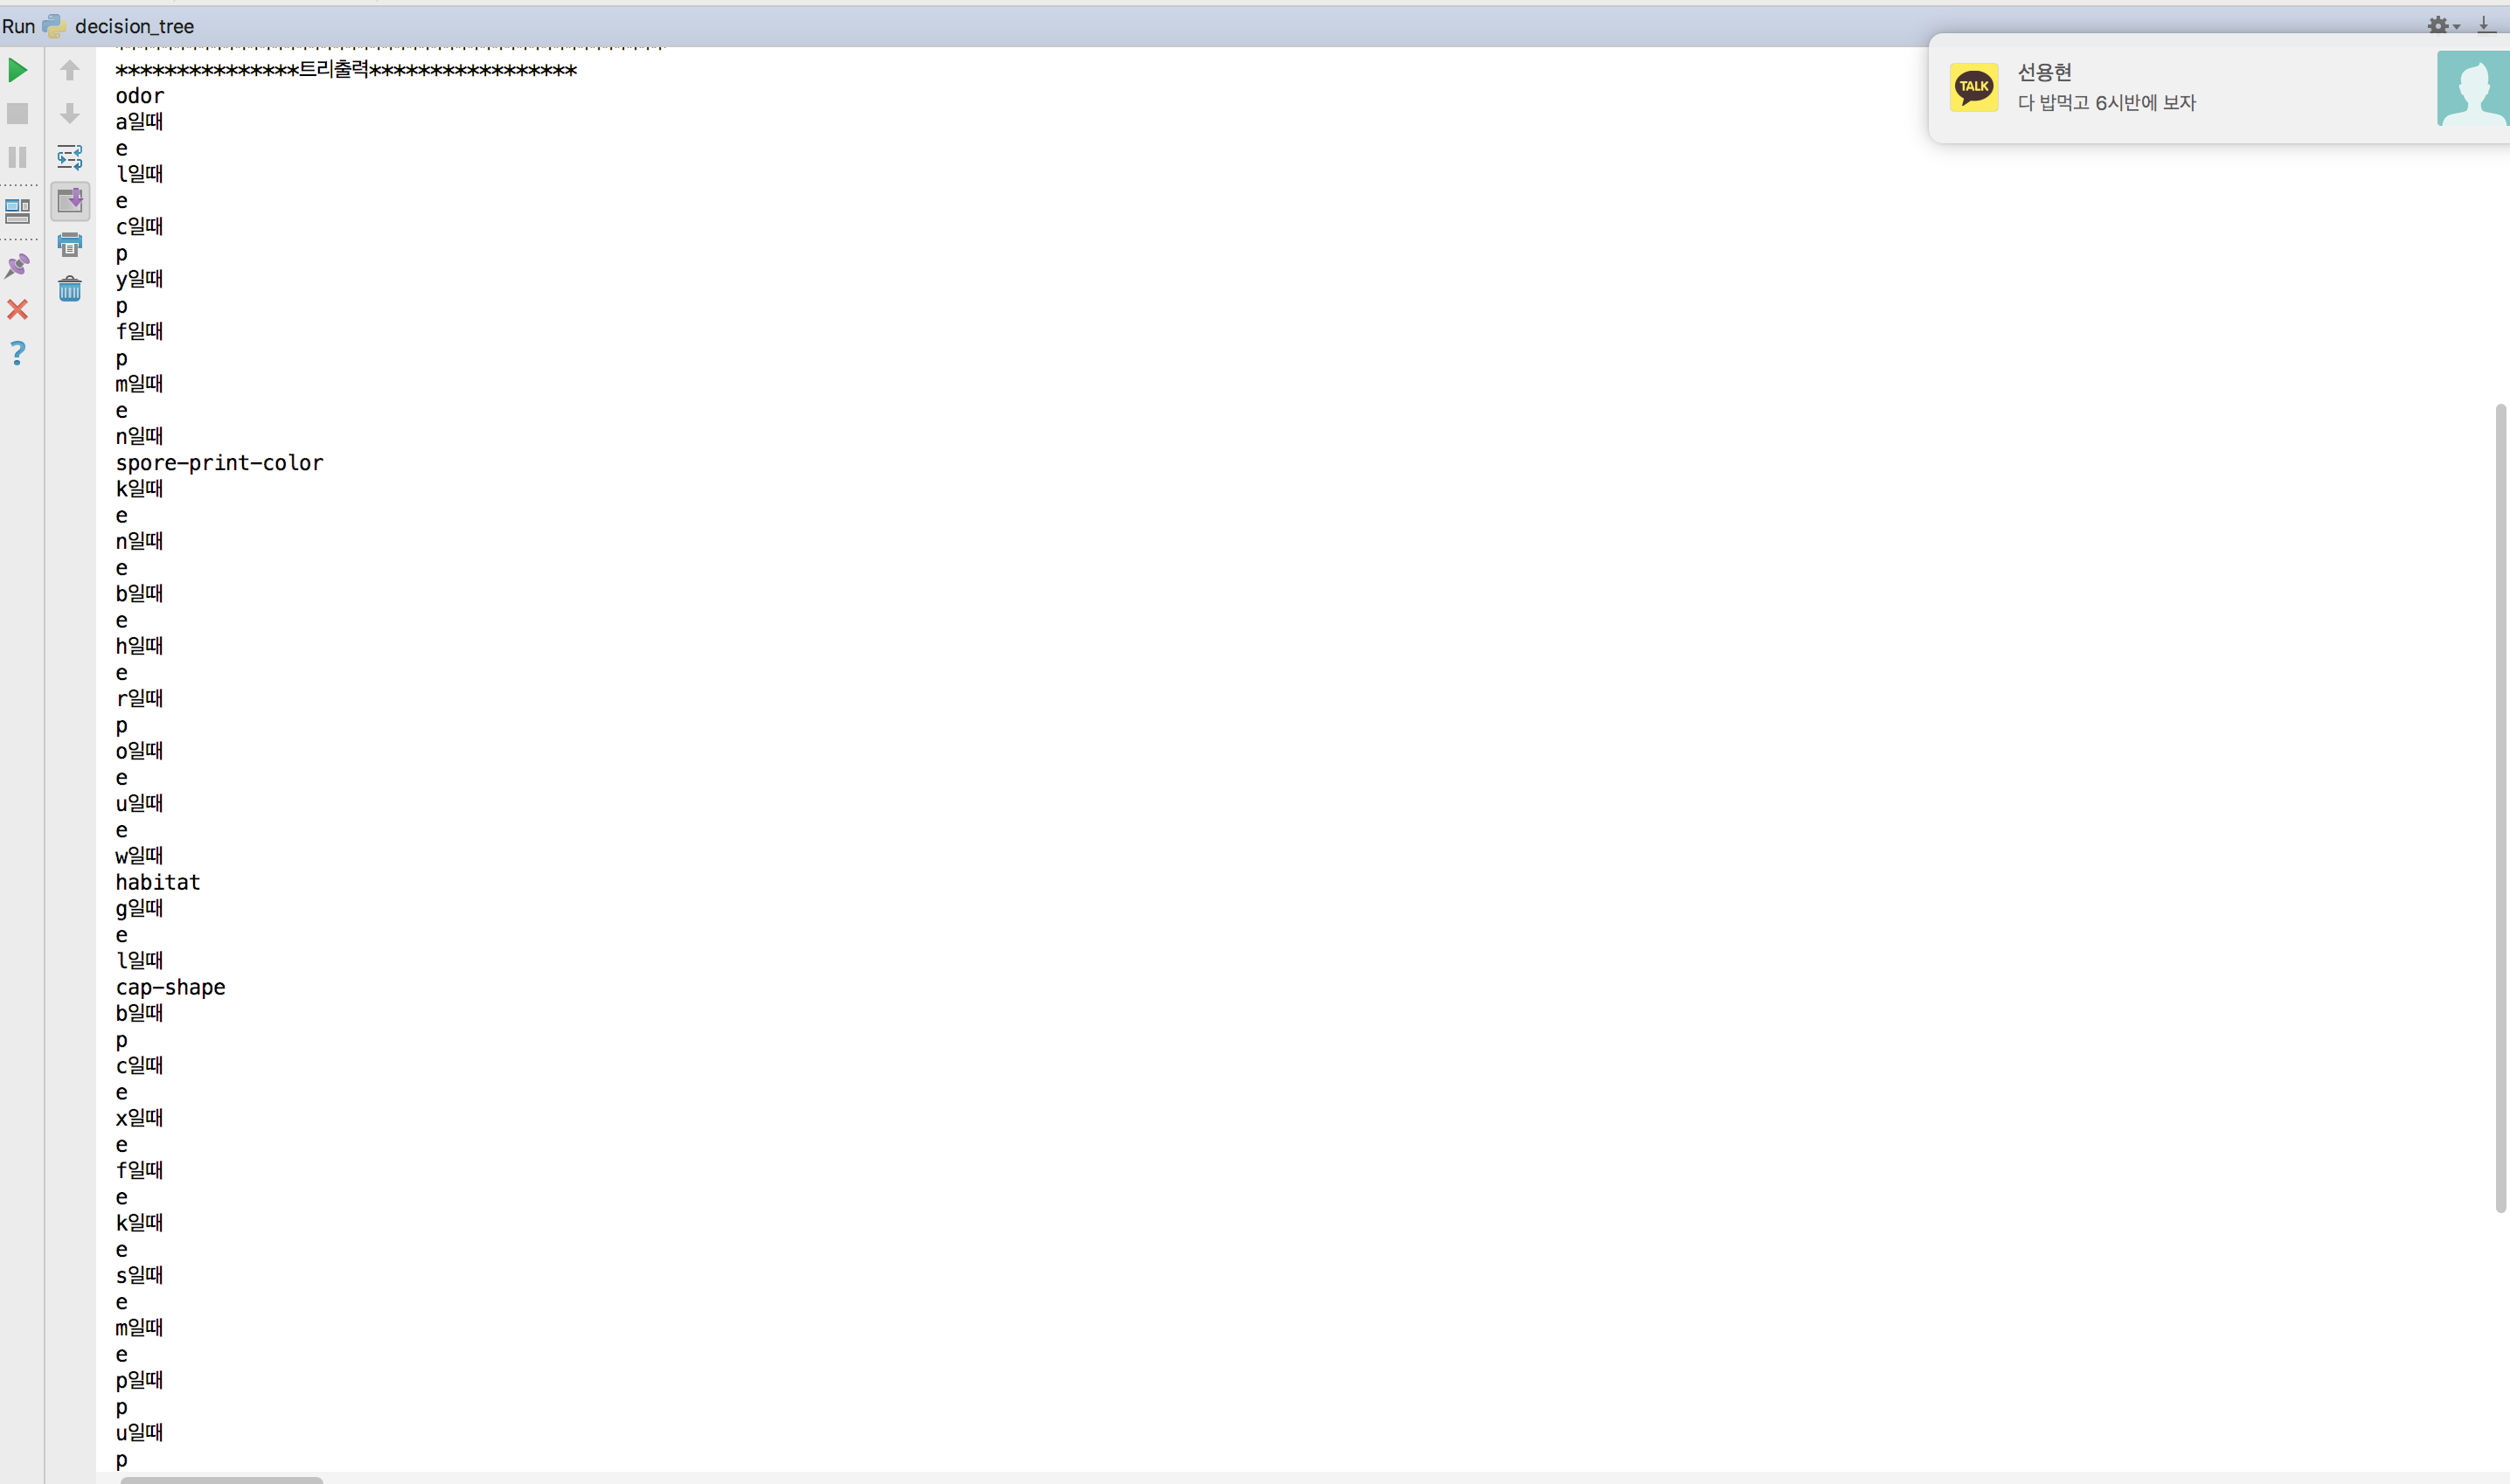 Run decision_tree
***************트리출력*****************
odor
a일때
e
l일때
e
c일때
p
y일때
p
f일때
p
m일때
e
n일때
spore-print-color
k일때
e
n일때
e
b일때
e
h일때
e
r일때
p
o일때
e
u일때
e
w일때
habitat
g일때
e
l일때
cap-shape
b일때
p
c일때
e
x일때
e
f일때
e
k일때
e
s일때
e
m일때
e
p일때
p
u일때
p
TALK
선용현
다 밥먹고 6시반에 보자